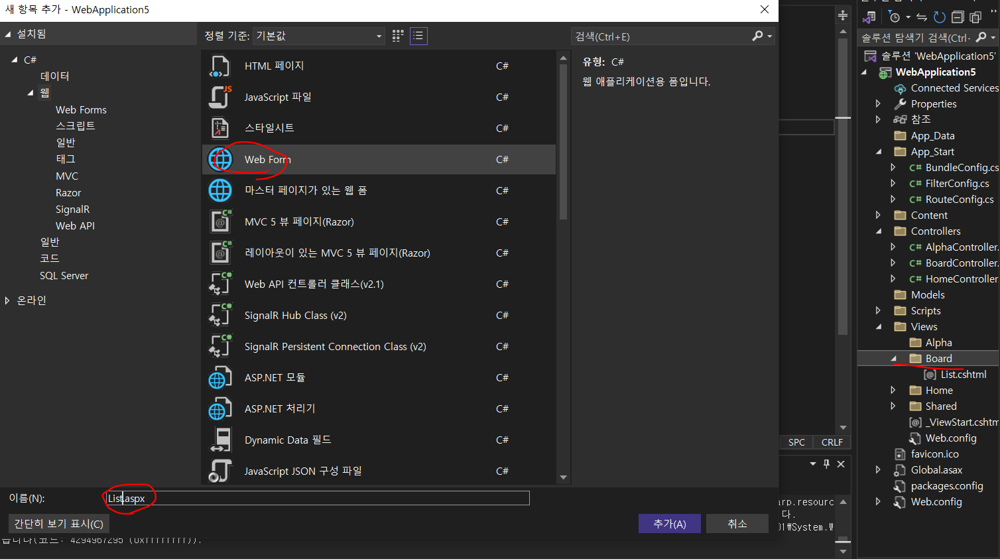 새 항목 추가 - WebApplication5
설치됨
C#
데이터
웹
Web Forms
스크립트
일반
태그
MVC
Razor
SignalR
Web API
일반
코드
SQL Server
온라인
정렬 기준: 기본값
HTML 페이지 C#
JavaScript 파일 C#
스타일시트 C#
Web Form C#
마스터 페이지가 있는 웹 폼 C#
MVC 5 뷰 페이지(Razor) C#
레이아웃이 있는 MVC 5 뷰 페이지(Razor) C#
Web API 컨트롤러 클래스(v2.1) C#
SignalR Hub Class (v2) C#
SignalR Persistent Connection Class (v2) C#
ASP.NET 모듈 C#
ASP.NET 처리기 C#
Dynamic Data 필드 C#
JavaScript JSON 구성 파일 C#
검색(Ctrl+E)
유형: C#
웹 애플리케이션용 폼입니다.
이름(N): List.aspx
간단히 보기 표시(C)
추가(A) 취소
SPC CRLF
arp.resourc
다.
01₩System.W
습니다(코드: 4294967295 (0xffffffff)).
솔루션 탐색기 검색(Ctrl-
솔루션 'WebApplication5'
WebApplication5
Connected Services
Properties
참조
App_Data
App_Start
C# BundleConfig.cs
C# FilterConfig.cs
C# RouteConfig.cs
Content
Controllers
C# AlphaController.
C# BoardController.
C# HomeController.
Models
Scripts
Views
Alpha
Board
[@] List.cshtml
Home
Shared
[@] _ViewStart.cshtm
Web.config
favicon.ico
Global.asax
packages.config
Web.config